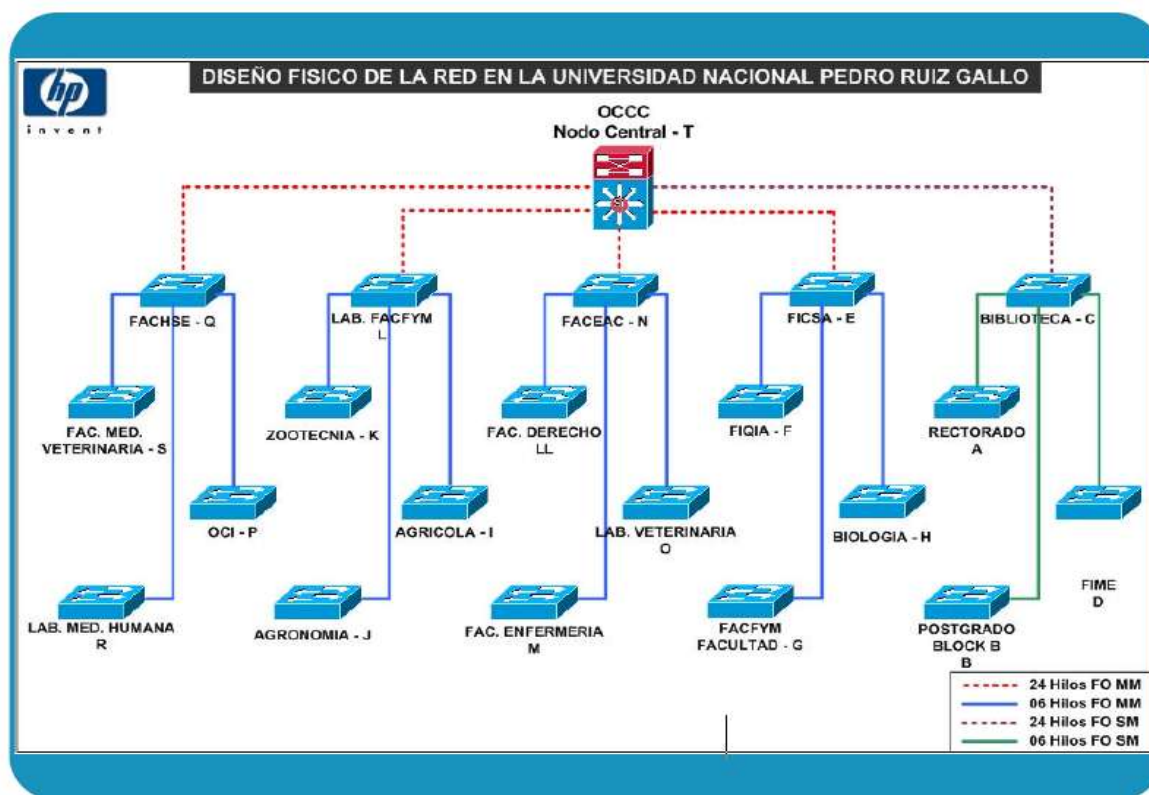 hp
invent
DISEÑO FISICO DE LA RED EN LA UNIVERSIDAD NACIONAL PEDRO RUIZ GALLO
OCCC
Nodo Central - T
Si
FACHSE - Q
LAB. FACFYM
L
FACEAC - N
FICSA - E
BIBLIOTECA - C
FAC. MED.
VETERINARIA - S
ZOOTECNIA - K
FAC. DERECHO
LL
FIQIA - F
RECTORADO
A
OCI - P
AGRICOLA - I
LAB. VETERINARIA
O
BIOLOGIA - H
FIME
D
LAB. MED. HUMANA
R
AGRONOMIA - J
FAC. ENFERMERIA
M
FACFYM
FACULTAD - G
POSTGRADO
BLOCK B
B
24 Hilos FO MM
06 Hilos FO MM
24 Hilos FO SM
06 Hilos FO SM